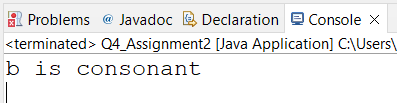 Problems @ Javadoc Declaration Console
<terminated> Q4_Assignment2 [Java Application] C:\Users\
b is consonant